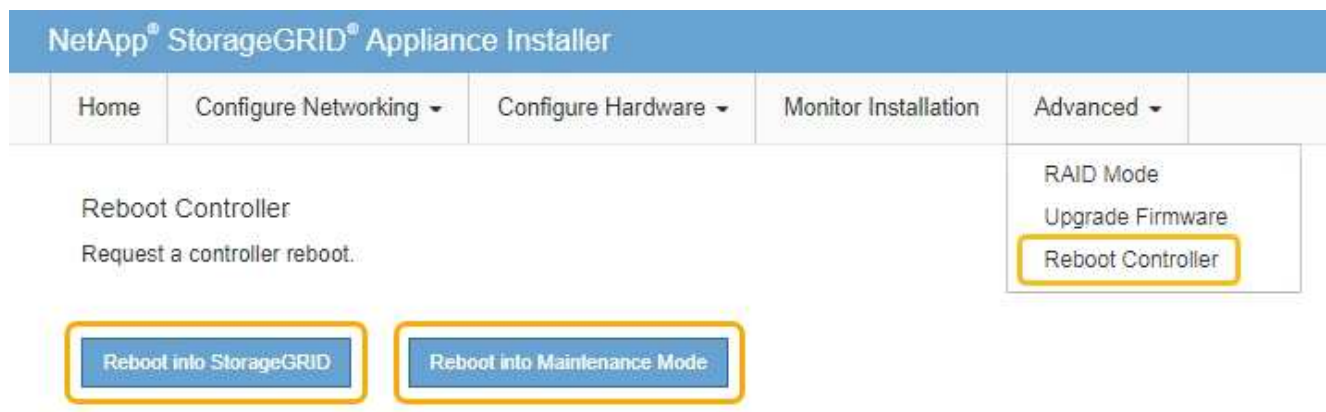 NetApp® StorageGRID® Appliance Installer
Home Configure Networking Configure Hardware Monitor Installation Advanced
RAID Mode
Upgrade Firmware
Reboot Controller
Reboot Controller
Request a controller reboot.
Reboot into StorageGRID Reboot into Maintenance Mode